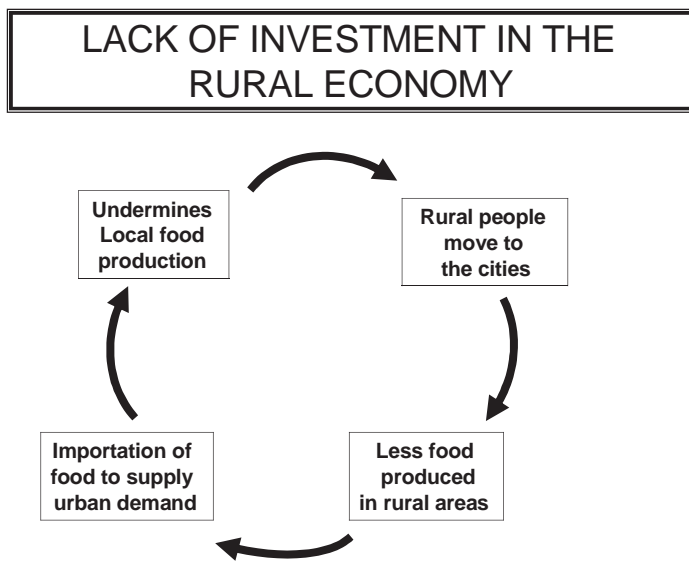 LACK OF INVESTMENT IN THE
RURAL ECONOMY
Undermines
Local food
production
Rural people
move to
the cities
Less food
produced
in rural areas
Importation of
food to supply
urban demand